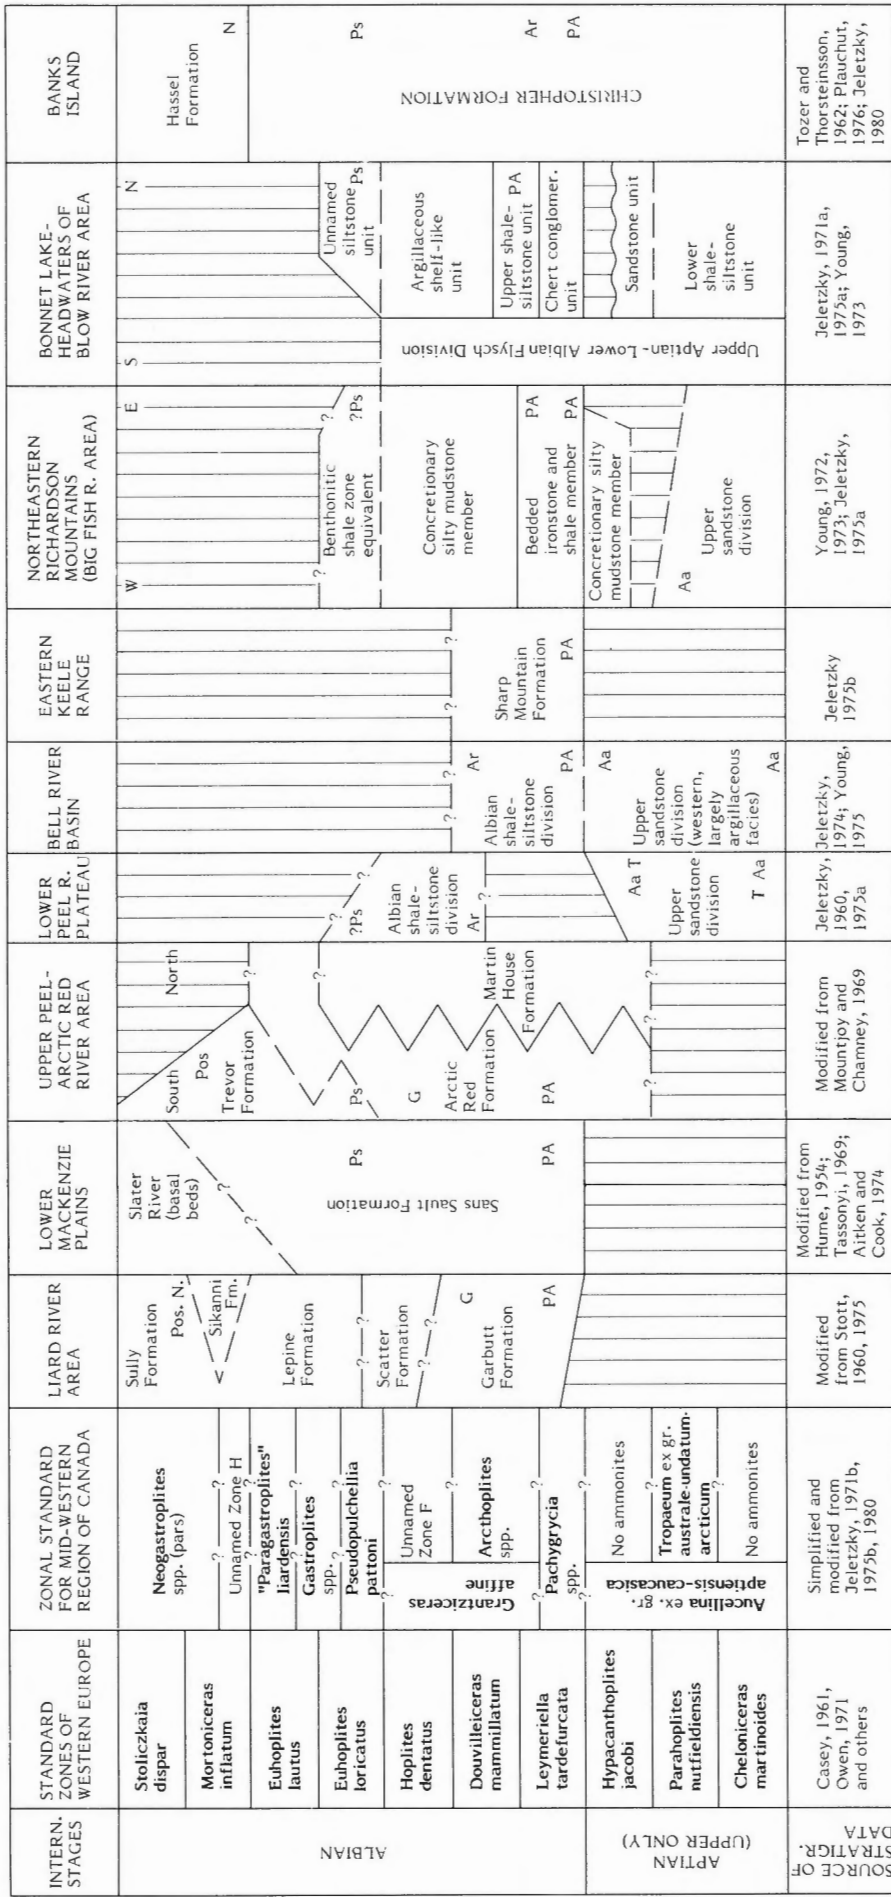 INTERN.
STAGES
ALBIAN
APTIAN
(UPPER ONLY)
SOURCE OF
STRATIGR.
DATA
STANDARD
ZONES OF
WESTERN EUROPE
Stoliczkaia
dispar
Mortoniceras
inflatum
Euhoplites
lautus
Euhoplites
loricatus
Hoplites
dentatus
Douvilleiceras
mammillatum
Leymeriella
tardefurcata
Hypacanthoplites
jacobi
Parahoplites
nutfieldiensis
Cheloniceras
martinoides
Casey, 1961,
Owen, 1971
and others
ZONAL STANDARD
FOR MID-WESTERN
REGION OF CANADA
Neogastroplites
spp. (pars)
? ?
Unnamed Zone H
? ?
"Paragastroplites"
liardensis
? ?
Gastroplites
spp.
? ?
Pseudopulchellia
pattoni
? ?
Grantziceras
affine
Unnamed
Zone F
? ?
Arcthoplites
spp.
? ?
Pachygrycia
spp.
? ?
Aucellina ex. gr.
aptiensis-caucasica
No ammonites
? ?
Tropaeum ex gr.
australe-undatum-
arcticum
? ?
No ammonites
Simplified and
modified from
Jeletzky, 1971b,
1975b, 1980
LIARD RIVER
AREA
Sully
Formation
Pos. N.
Sikanni
Fm.
Lepine Formation
? ?
Scatter
Formation
? ?
G
Garbutt
Formation
PA
Modified
from Stott,
1960, 1975
LOWER
MACKENZIE
PLAINS
Slater
River
(basal
beds)
? ?
Sans Sault Formation
Ps
PA
Modified from
Hume, 1954;
Tassonyi, 1969;
Aitken and
Cook, 1974
UPPER PEEL-
ARCTIC RED
RIVER AREA
South
North
Pos
Trevor Formation
?
?
Ps
G
Arctic
Red
Formation
PA
Martin
House
Formation
? ? ?
Modified from
Mountjoy and
Chamney, 1969
LOWER
PEEL R.
PLATEAU
? ?
?Ps
Albian
shale-
siltstone
division
Ar
?
Aa T
Upper
sandstone
division
T Aa
Jeletzky,
1960,
1975a
BELL RIVER
BASIN
?
Ar
Albian
shale-siltstone
division
PA
Aa
Upper
sandstone
division
(western,
largely
argillaceous
facies)
Aa
Jeletzky,
1974; Young,
1975
EASTERN
KEELE
RANGE
? ?
Sharp
Mountain
Formation
PA
Jeletzky
1975b
NORTHEASTERN
RICHARDSON
MOUNTAINS
(BIG FISH R. AREA)
W E
? ?
Benthonitic
shale zone
equivalent
?Ps
Concretionary
silty mudstone
member
Bedded
ironstone and
shale member
PA
PA
Concretionary silty
mudstone member
Aa
Upper
sandstone
division
Young, 1972,
1973; Jeletzky,
1975a
BONNET LAKE-
HEADWATERS OF
BLOW RIVER AREA
S N
Unnamed
siltstone
unit
Ps
Upper Aptian-Lower Albian Flysch Division
Argillaceous
shelf-like
unit
Upper shale-
siltstone unit
PA
Chert conglomer.
unit
Sandstone unit
Lower
shale-
siltstone
unit
Jeletzky, 1971a,
1975a; Young,
1973
BANKS
ISLAND
Hassel
Formation
N
CHRISTOPHER FORMATION
Ps
Ar
PA
Tozer and
Thorsteinsson,
1962; Plauchut,
1976; Jeletzky,
1980